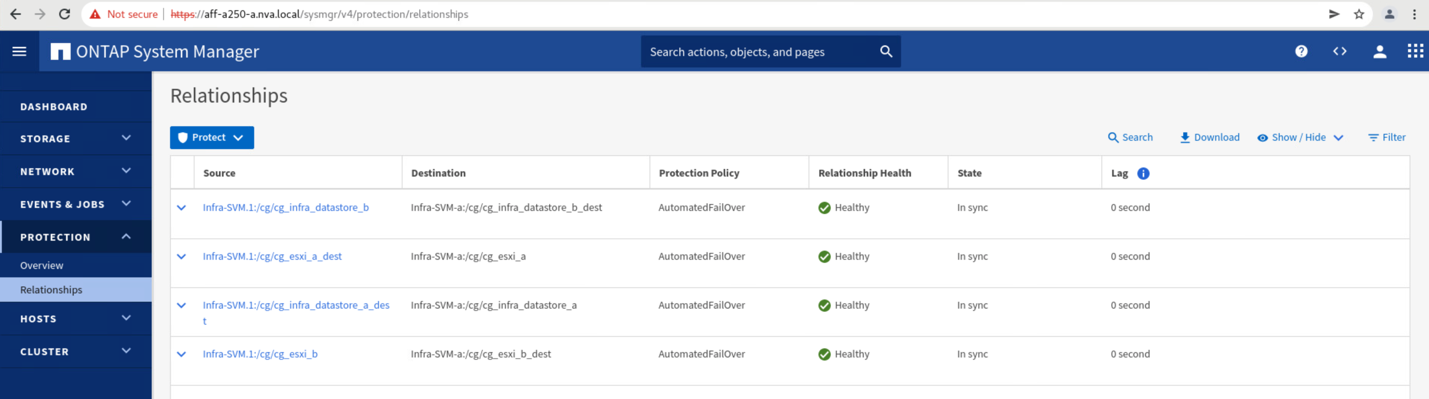 Not secure | https://aff-a250-a.nva.local/sysmgr/v4/protection/relationships
ONTAP System Manager
Search actions, objects, and pages
DASHBOARD
STORAGE
NETWORK
EVENTS & JOBS
PROTECTION
Overview
Relationships
HOSTS
CLUSTER
Relationships
Protect
Search Download Show / Hide Filter
Source Destination Protection Policy Relationship Health State Lag
Infra-SVM.1:/cg/cg_infra_datastore_b Infra-SVM-a:/cg/cg_infra_datastore_b_dest AutomatedFailOver Healthy In sync 0 second
Infra-SVM.1:/cg/cg_esxi_a_dest Infra-SVM-a:/cg/cg_esxi_a AutomatedFailOver Healthy In sync 0 second
Infra-SVM.1:/cg/cg_infra_datastore_a_des Infra-SVM-a:/cg/cg_infra_datastore_a AutomatedFailOver Healthy In sync 0 second
t
Infra-SVM.1:/cg/cg_esxi_b Infra-SVM-a:/cg/cg_esxi_b_dest AutomatedFailOver Healthy In sync 0 second